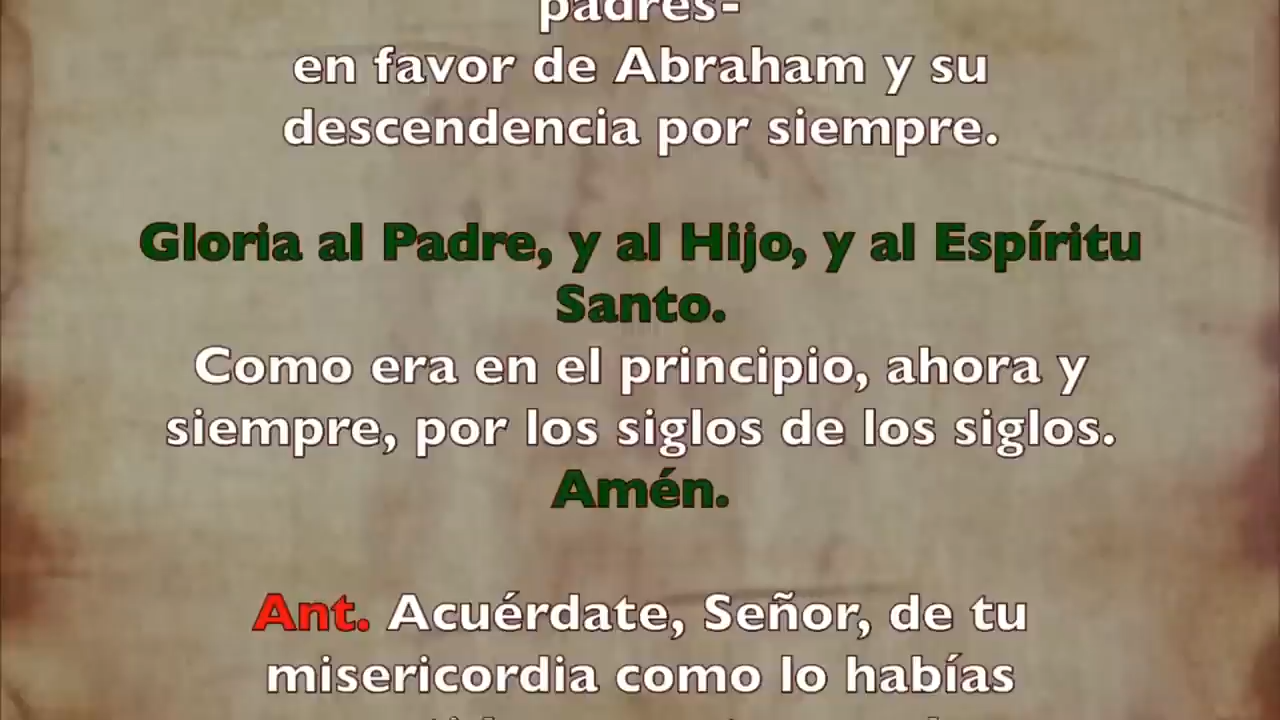 padres-
en favor de Abraham y su
descendencia por siempre.
Gloria al Padre, y al Hijo, y al Espíritu
Santo.
Como era en el principio, ahora y
siempre, por los siglos de los siglos.
Amén.
Ant. Acuérdate, Señor, de tu
misericordia como lo habías